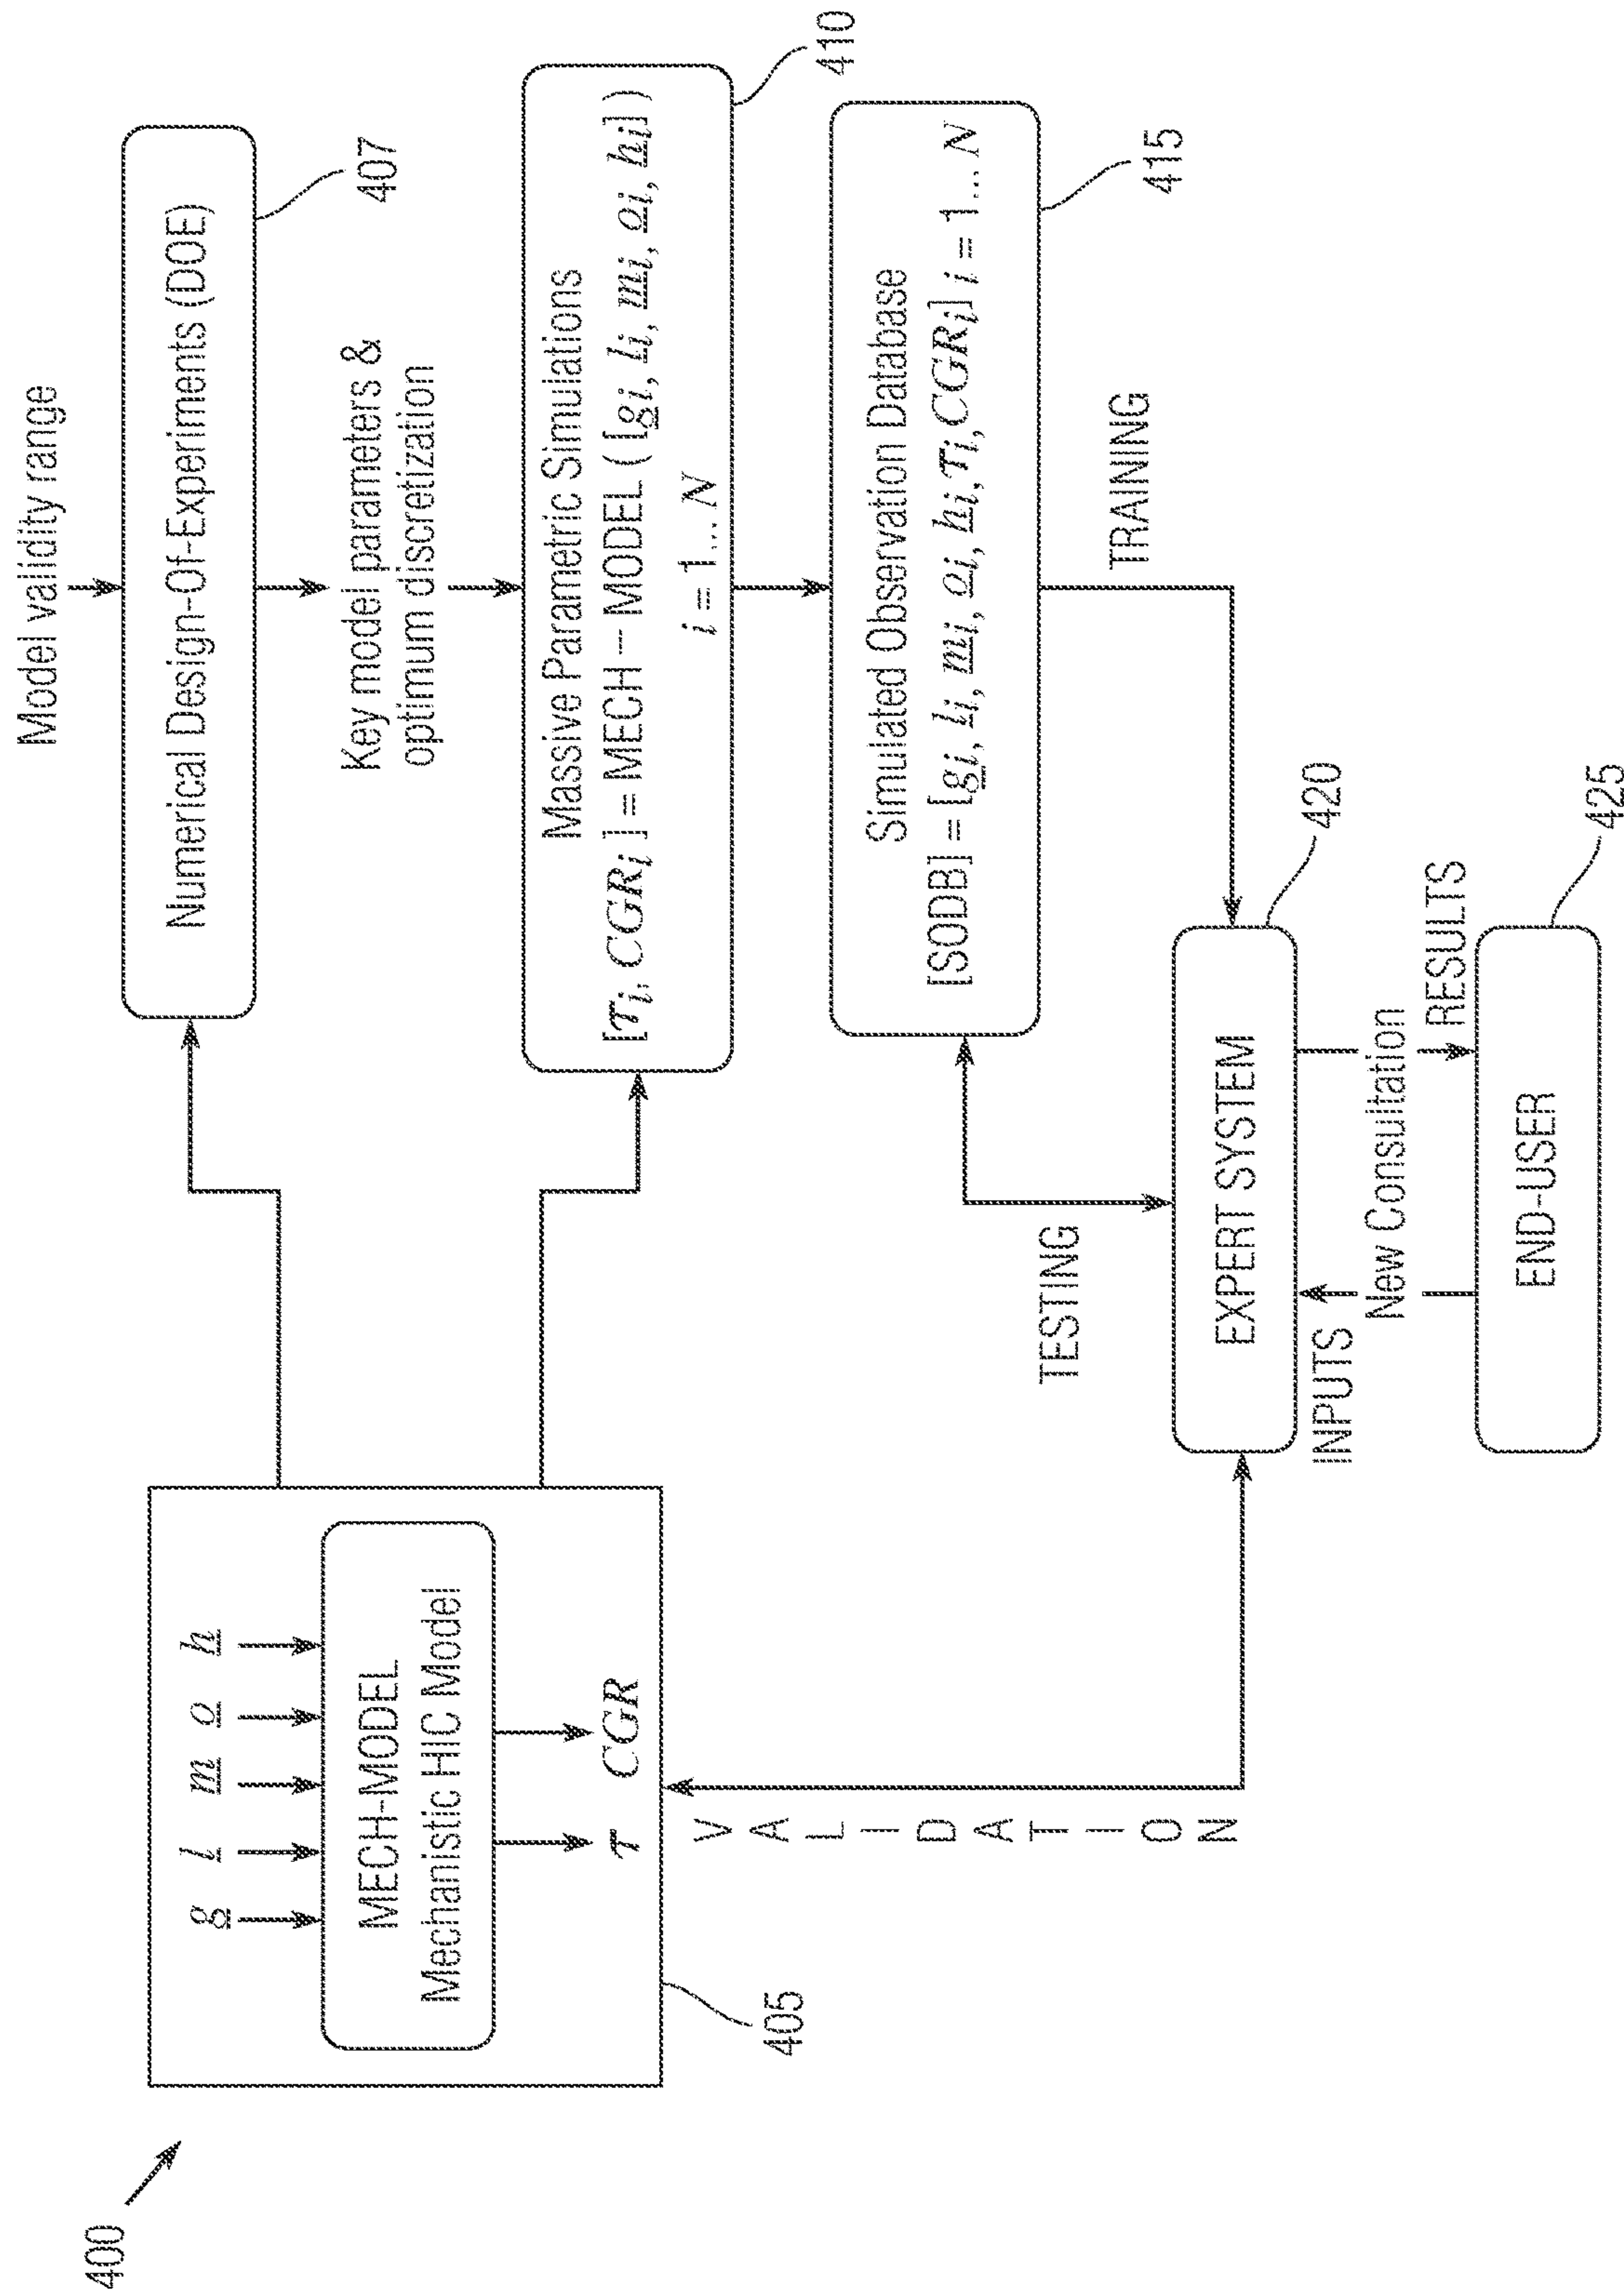 400
g l m o h
MECH-MODEL
Mechanistic HIC Model
τ CGR
405
VALIDATION
Model validity range
Numerical Design-Of-Experiments (DOE)
407
Key model parameters &
optimum discretization
Massive Parametric Simulations
[τi, CGRi] = MECH – MODEL ( [gi, li, mi, oi, hi] )
i = 1... N
410
Simulated Observation Database
[SODB] = [gi, li, mi, oi, hi, τi, CGRi] i = 1... N
415
TESTING
TRAINING
EXPERT SYSTEM
420
INPUTS
New Consultation
RESULTS
END-USER
425